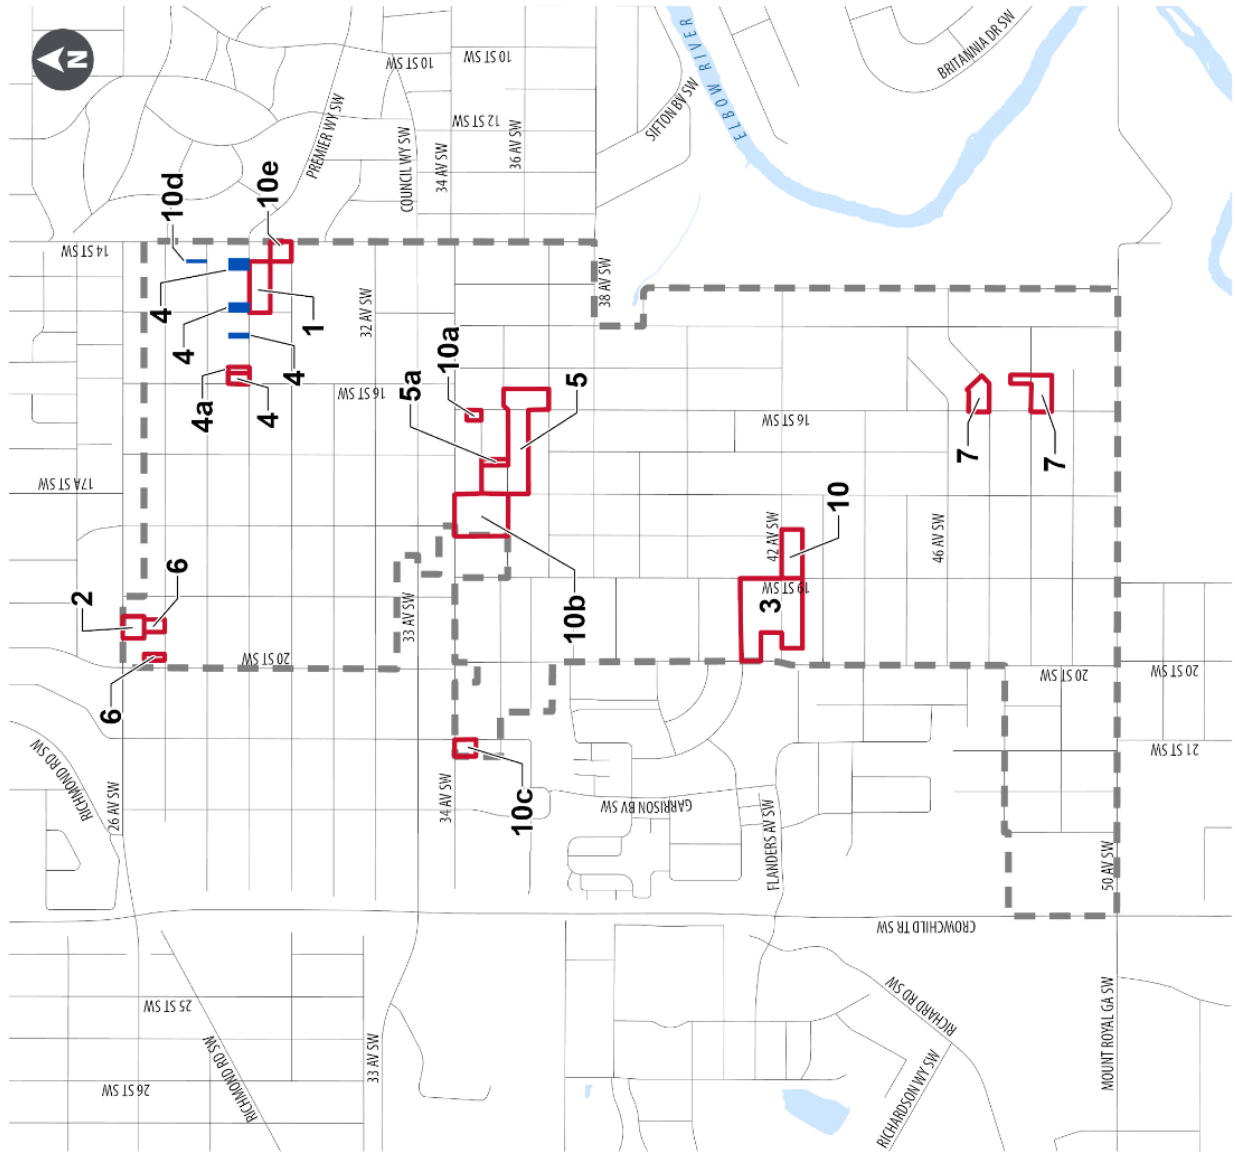 N
10 ST SW
10 ST SW
ELBOW RIVER
BRITANNIA DR SW
SIFTON BV SW
PREMIER WY SW
12 ST SW
COUNCIL WY SW
34 AV SW
36 AV SW
10d
10e
14 ST SW
4
1
32 AV SW
38 AV SW
4
4
10a
4a
4
16 ST SW
5a
5
16 ST SW
7
7
17A ST SW
10
42 AV SW
46 AV SW
2
6
33 AV SW
10b
3
19 ST SW
20 ST SW
6
20 ST SW
20 ST SW
21 ST SW
RICHMOND RD SW
26 AV SW
34 AV SW
10c
GARRISON BV SW
FLANDERS AV SW
50 AV SW
CROWCHILD TR SW
25 ST SW
26 ST SW
RICHMOND RD SW
33 AV SW
RICHARD RD SW
RICHARDSON WY SW
MOUNT ROYAL GA SW